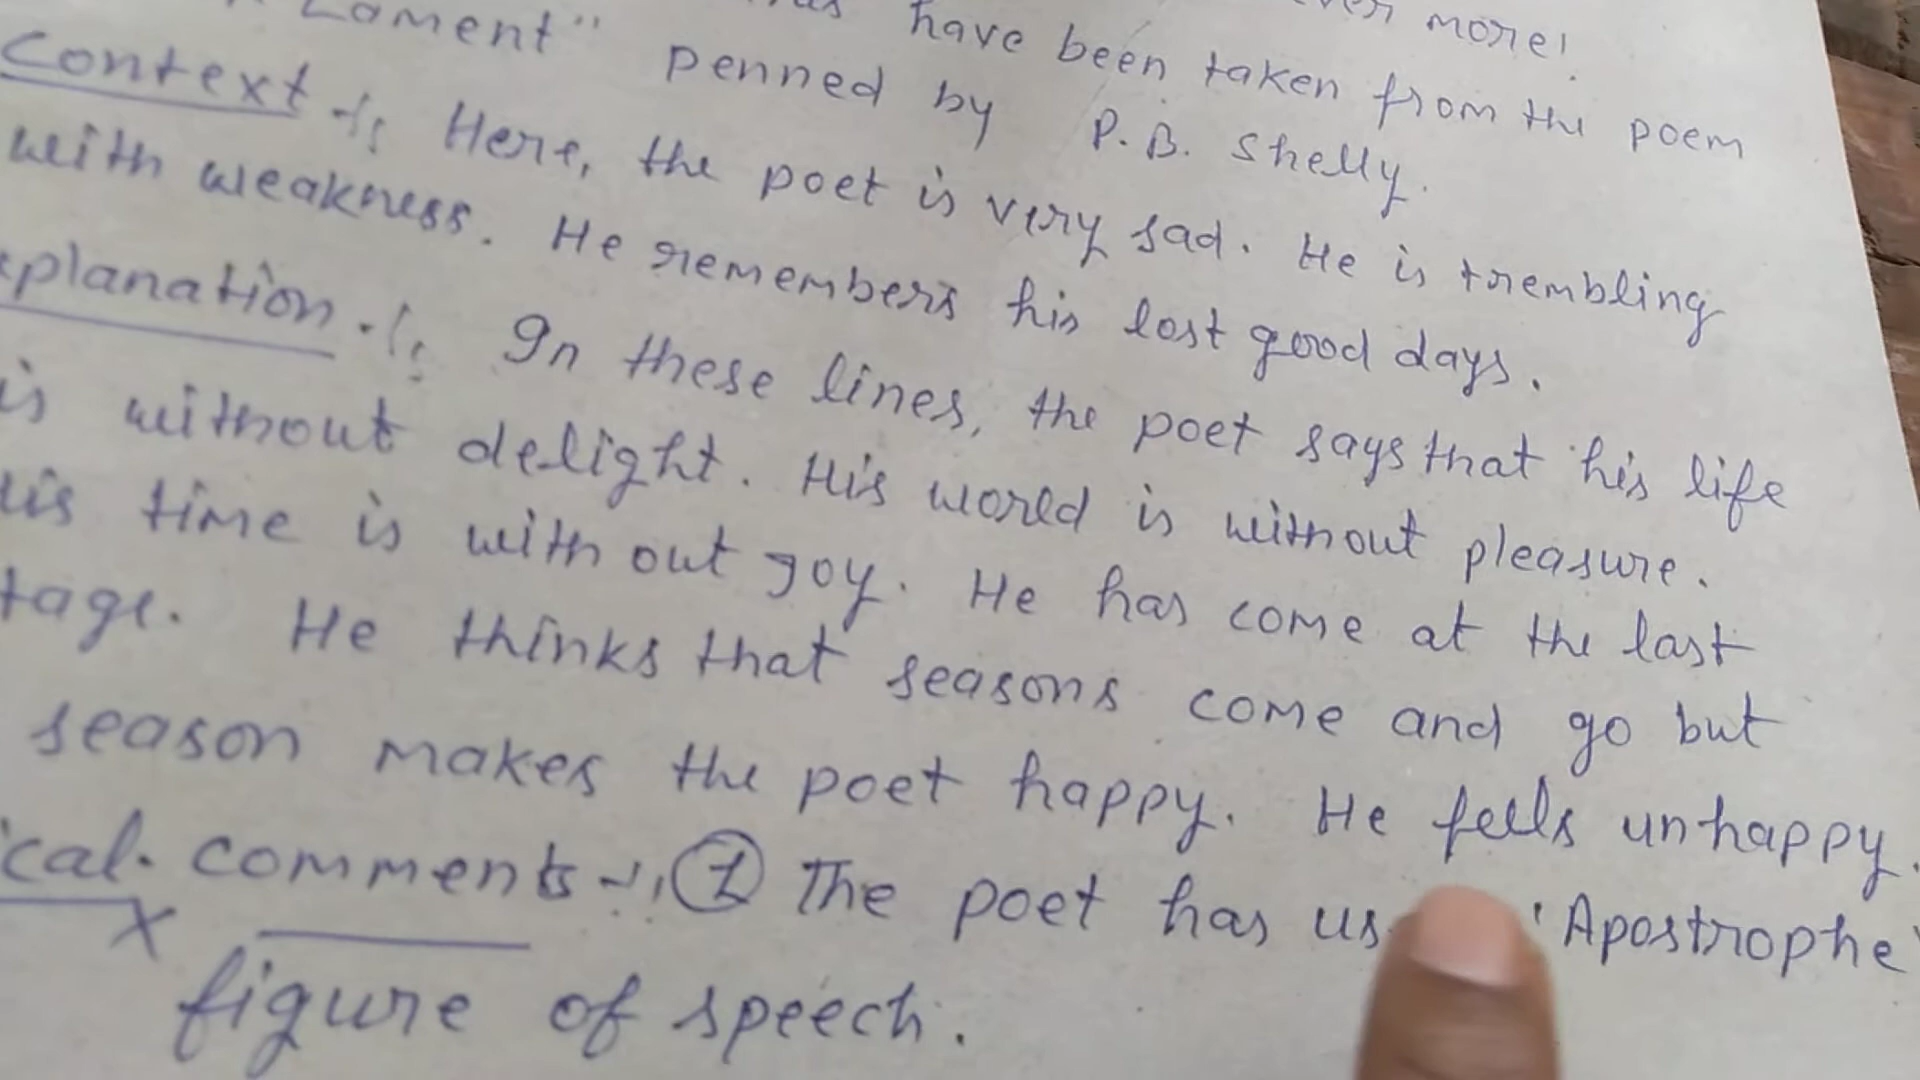 more!
have been taken from the poem
Lament" penned by P.B. Shelly.
Context :- Here, the poet is very sad. He is trembling
with weakness. He remembers his lost good days.
planation :- In these lines, the poet says that his life
is without delight. His world is without pleasure.
his time is without joy. He has come at the last
tage. He thinks that seasons come and go but
season makes the poet happy. He fells unhappy.
ical comments :- 1 The poet has us 'Apostrophe'
figure of speech.